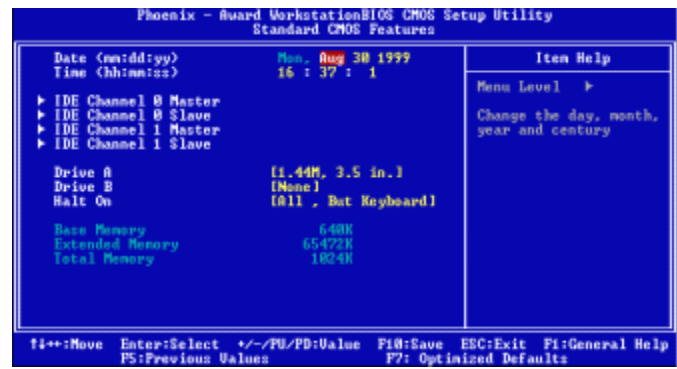 Phoenix - Award WorkstationBIOS CMOS Setup Utility
Standard CMOS Features
Date (mm:dd:yy) Mon, Aug 30 1999
Time (hh:mm:ss) 16 : 37 : 1
► IDE Channel 0 Master
► IDE Channel 0 Slave
► IDE Channel 1 Master
► IDE Channel 1 Slave
Drive A [1.44M, 3.5 in.]
Drive B [None]
Halt On [All , But Keyboard]
Base Memory 640K
Extended Memory 65472K
Total Memory 1024K
Item Help
Menu Level ►
Change the day, month,
year and century
↑↓↔:Move Enter:Select +/-/PU/PD:Value F10:Save ESC:Exit F1:General Help
F5:Previous Values F7: Optimized Defaults